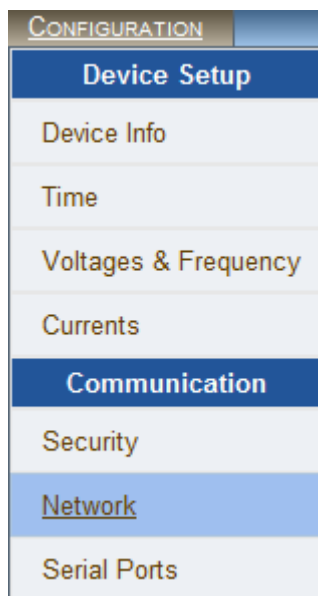 CONFIGURATION
Device Setup
Device Info
Time
Voltages & Frequency
Currents
Communication
Security
Network
Serial Ports